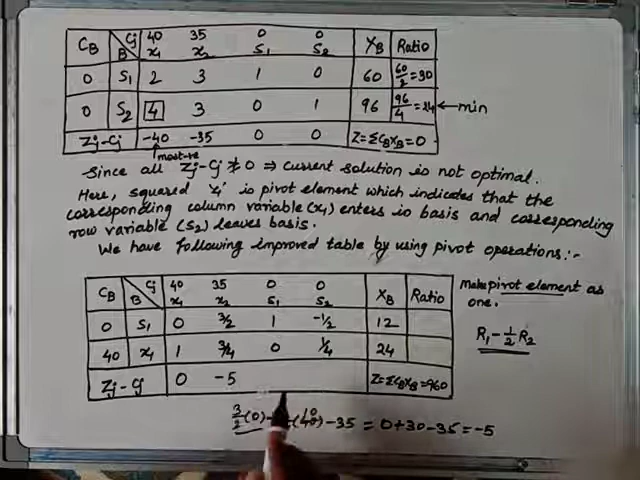 CB B Cj 40 35 0 0 XB Ratio
x1 x2 S1 S2
0 S1 2 3 1 0 60 60/2=30
0 S2 4 3 0 1 96 96/4=24 ← min
Zj-Cj -40 -35 0 0 Z=ΣCBXB=0
↑most-ve
Since all Zj-Cj ≱0 ⇒ current solution is not optimal.
Here, squared '4' is pivot element which indicates that the
corresponding column variable (x1) enters in basis and corresponding
row variable (S2) leaves basis.
We have following improved table by using pivot operations:-
CB B Cj 40 35 0 0 XB Ratio
x1 x2 S1 S2
0 S1 0 3/2 1 -1/2 12
40 x1 1 3/4 0 1/4 24
Zj-Cj 0 -5 Z=ΣCBXB=960
Make pivot element as
one.
R1-1/2R2
3/2(0) (40)-35 = 0+30-35=-5